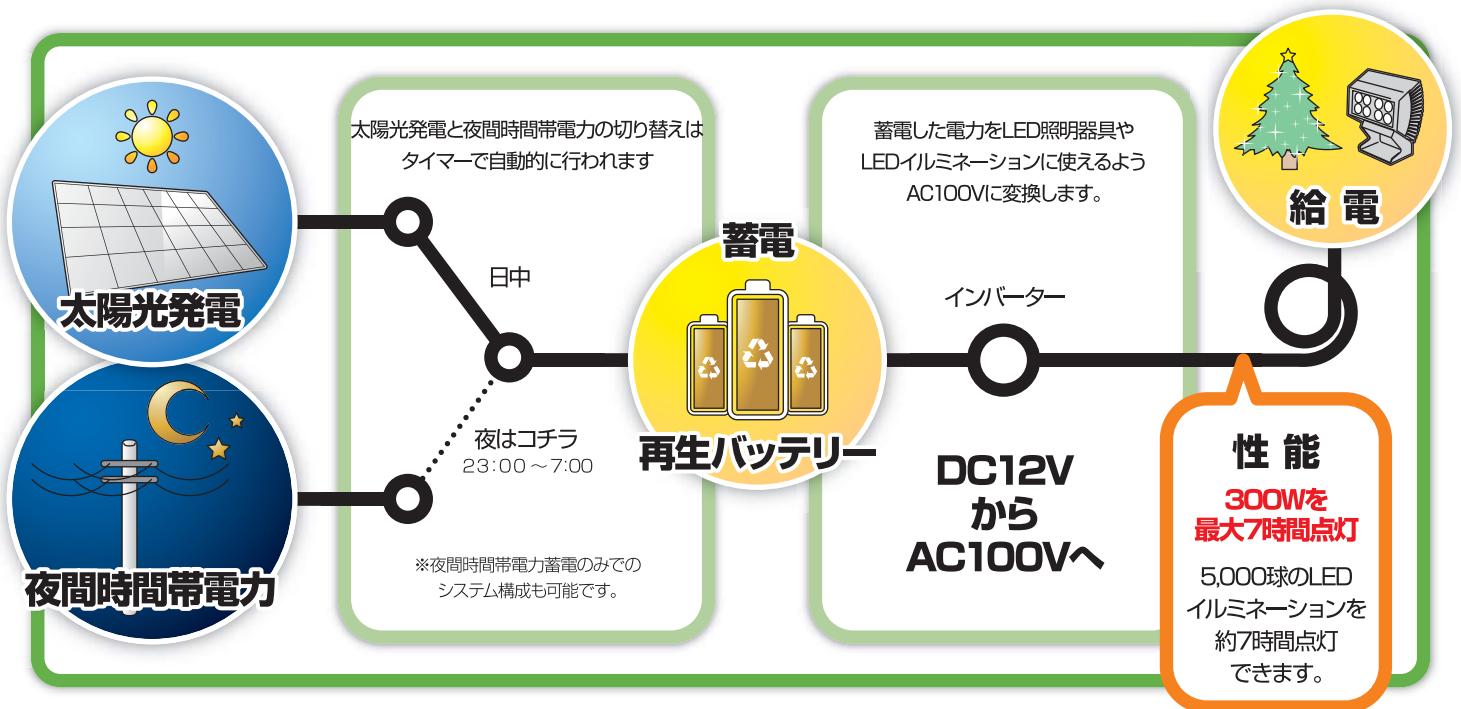 太陽光発電
夜間時間帯電力
太陽光発電と夜間時間帯電力の切り替えは
タイマーで自動的に行われます
日中
夜はコチラ
23:00～7:00
※夜間時間帯電力蓄電のみでの
システム構成も可能です。
蓄電
再生バッテリー
蓄電した電力をLED照明器具や
LEDイルミネーションに使えるよう
AC100Vに変換します。
インバーター
DC12V
から
AC100Vへ
給電
性能
300Wを
最大7時間点灯
5,000球のLED
イルミネーションを
約7時間点灯
できます。